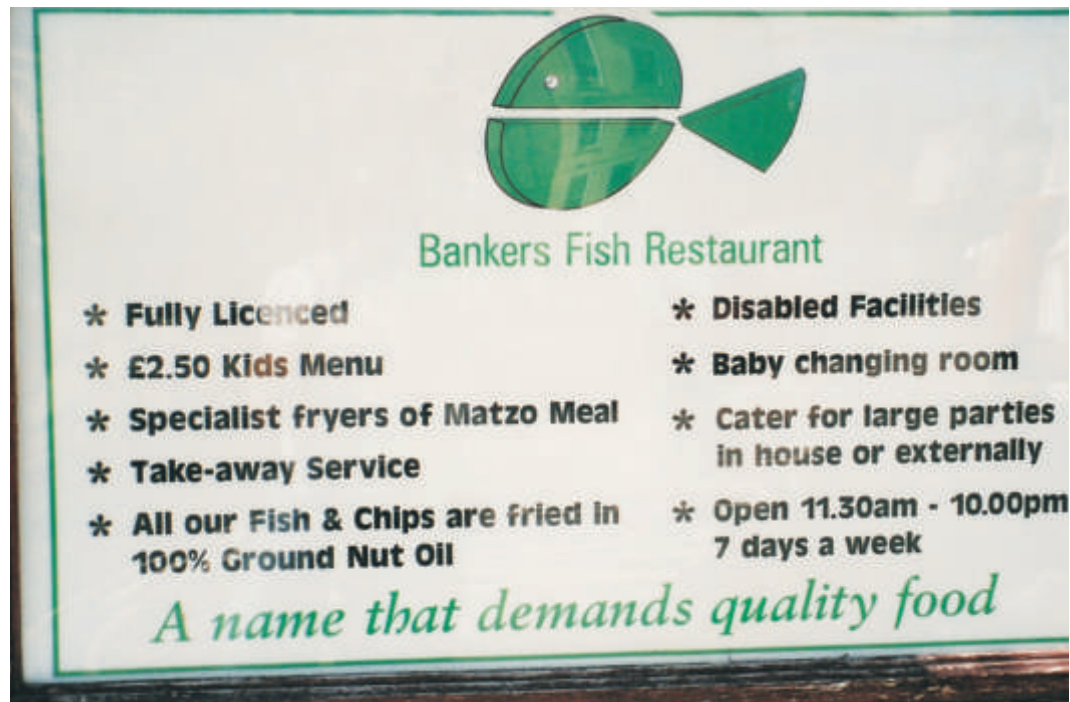 Bankers Fish Restaurant
* Fully Licenced
* £2.50 Kids Menu
* Specialist fryers of Matzo Meal
* Take-away Service
* All our Fish & Chips are fried in
100% Ground Nut Oil
* Disabled Facilities
* Baby changing room
* Cater for large parties
in house or externally
* Open 11.30am - 10.00pm
7 days a week
A name that demands quality food